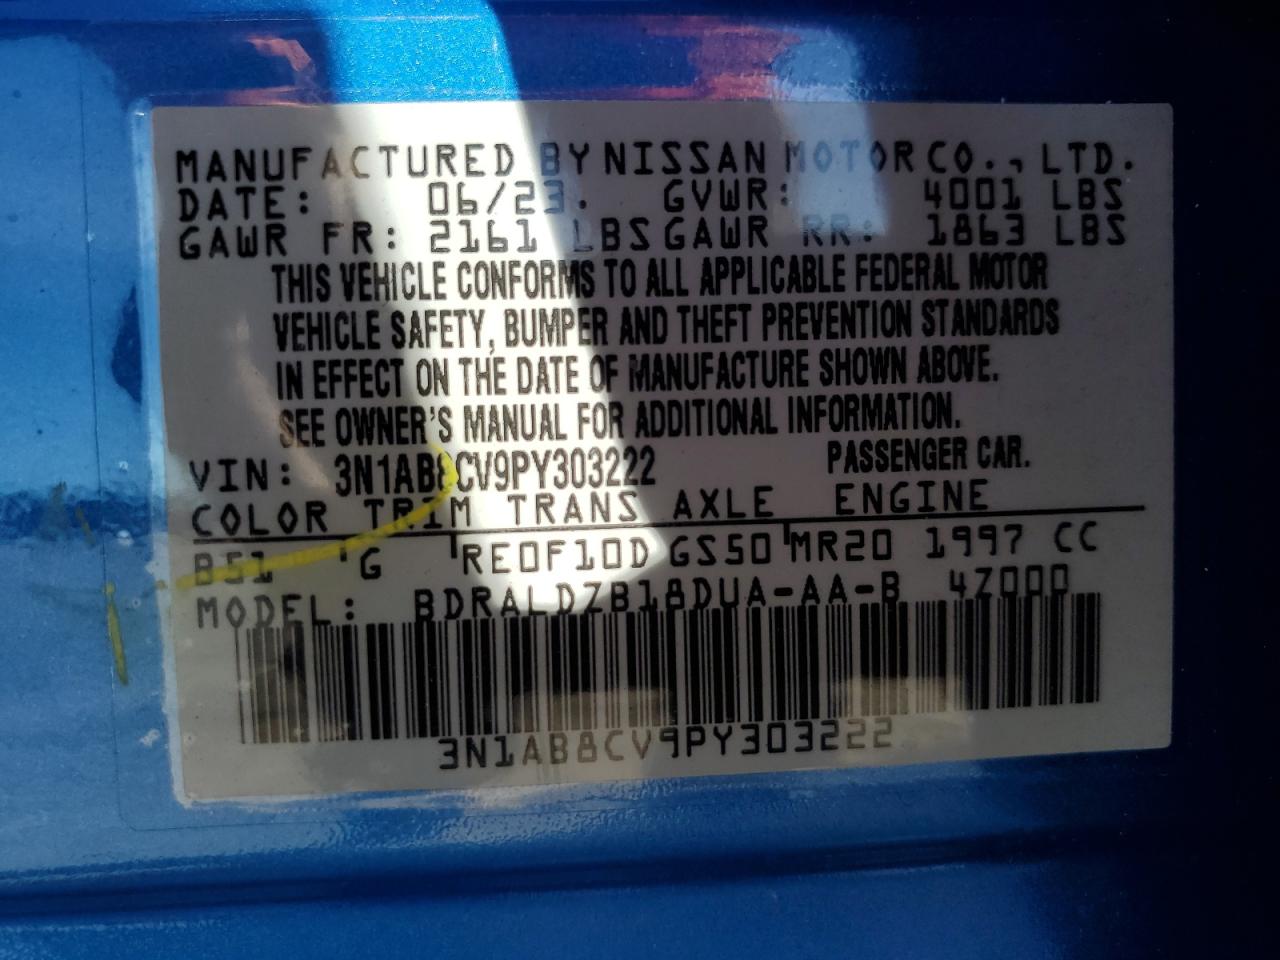 MANUFACTURED BY NISSAN MOTOR CO., LTD.
DATE: 06/23. GVWR: 4001 LBS
GAWR FR: 2161 LBS GAWR RR: 1863 LBS
THIS VEHICLE CONFORMS TO ALL APPLICABLE FEDERAL MOTOR
VEHICLE SAFETY, BUMPER AND THEFT PREVENTION STANDARDS
IN EFFECT ON THE DATE OF MANUFACTURE SHOWN ABOVE.
SEE OWNER'S MANUAL FOR ADDITIONAL INFORMATION.
VIN: 3N1AB8CV9PY303222 PASSENGER CAR.
COLOR TRIM TRANS AXLE ENGINE
B51 G RE0F10D GS50 MR20 1997 CC
MODEL: BDRALDZB18DUA-AA-B 4Z000
3N1AB8CV9PY303222